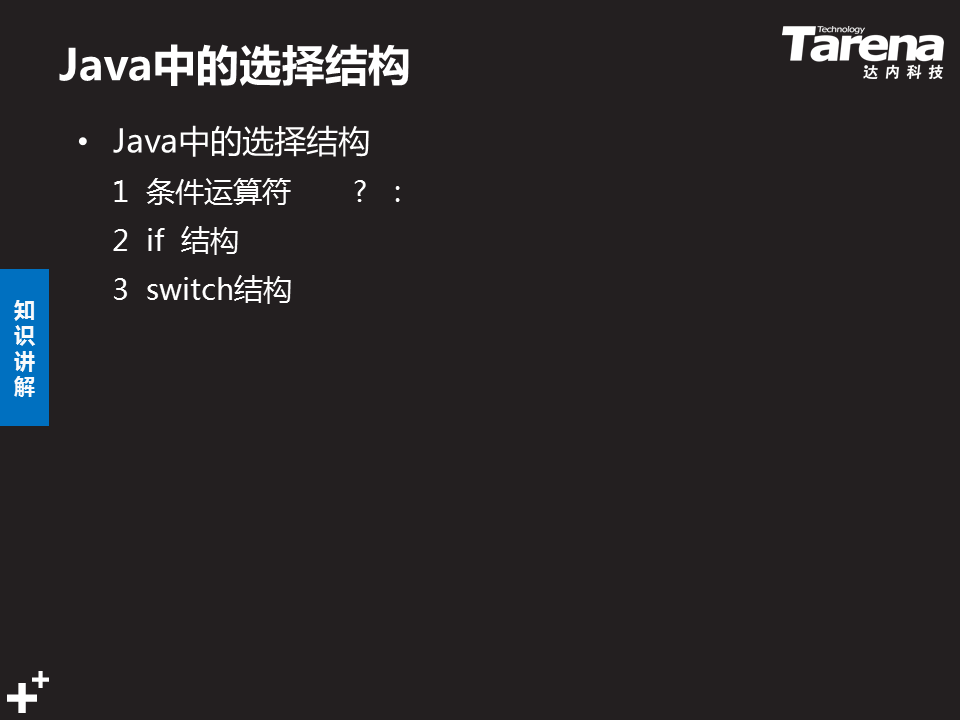 Java中的选择结构
Technology
Tarena
达内科技
• Java中的选择结构
1 条件运算符 ? :
2 if 结构
3 switch结构
知
识
讲
解